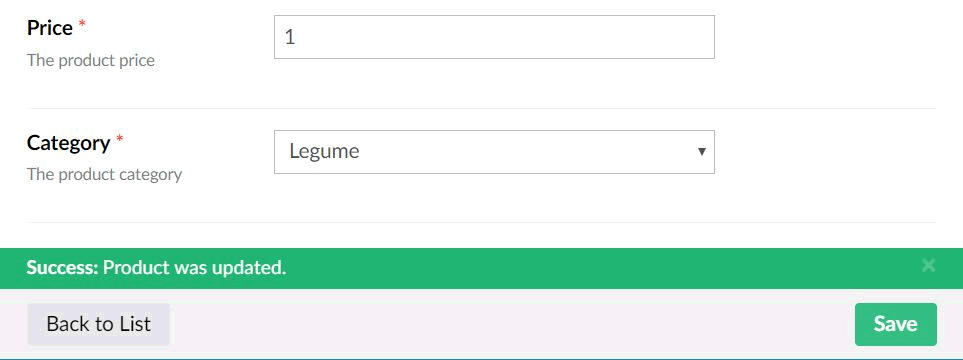 Price *
1
The product price
Category *
Legume
The product category
Success: Product was updated.
Back to List
Save